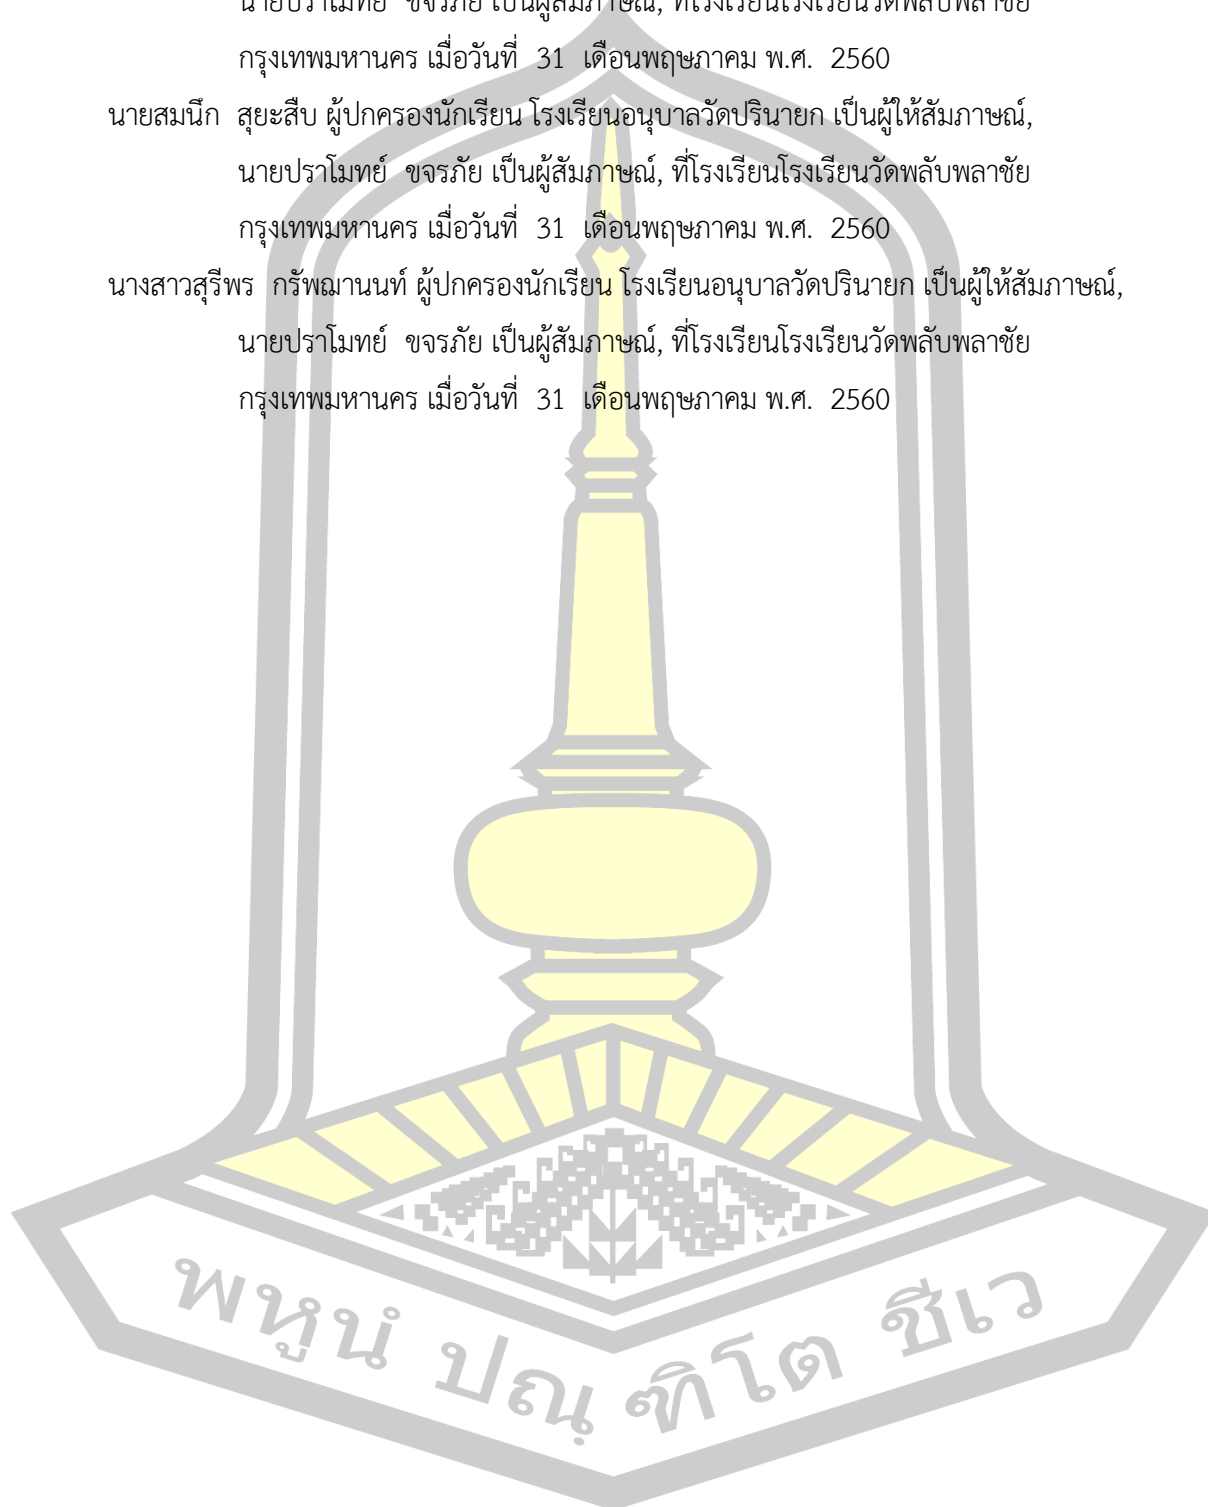 นายปราโมทย์  ขจรภัย เป็นผู้สัมภาษณ์, ที่โรงเรียนโรงเรียนวัดพลับพลาชัย
กรุงเทพมหานคร เมื่อวันที่  31  เดือนพฤษภาคม พ.ศ.  2560
นายสมนึก  สุยะสืบ ผู้ปกครองนักเรียน โรงเรียนอนุบาลวัดปรินายก เป็นผู้ให้สัมภาษณ์,
นายปราโมทย์  ขจรภัย เป็นผู้สัมภาษณ์, ที่โรงเรียนโรงเรียนวัดพลับพลาชัย
กรุงเทพมหานคร เมื่อวันที่  31  เดือนพฤษภาคม พ.ศ.  2560
นางสาวสุรีพร  กรัพฌานนท์ ผู้ปกครองนักเรียน โรงเรียนอนุบาลวัดปรินายก เป็นผู้ให้สัมภาษณ์,
นายปราโมทย์  ขจรภัย เป็นผู้สัมภาษณ์, ที่โรงเรียนโรงเรียนวัดพลับพลาชัย
กรุงเทพมหานคร เมื่อวันที่  31  เดือนพฤษภาคม พ.ศ.  2560
พหูนํ ปณฺฑิโต ชีเว